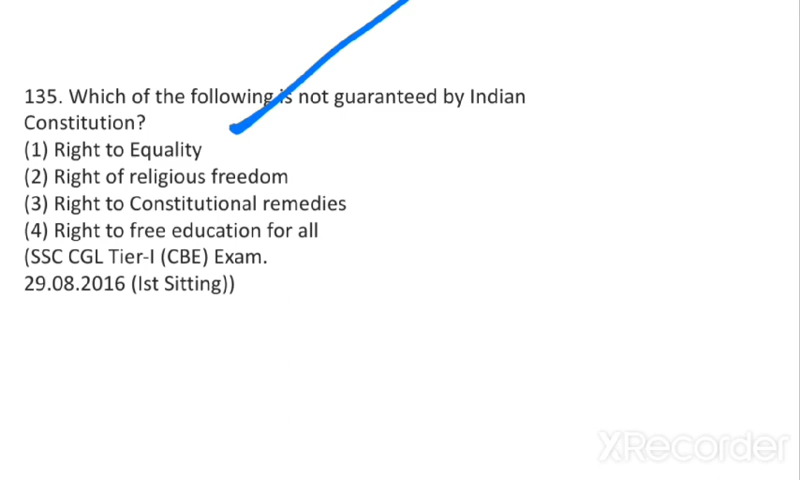 135. Which of the following is not guaranteed by Indian
Constitution?
(1) Right to Equality
(2) Right of religious freedom
(3) Right to Constitutional remedies
(4) Right to free education for all
(SSC CGL Tier-I (CBE) Exam.
29.08.2016 (Ist Sitting))
XRecorder